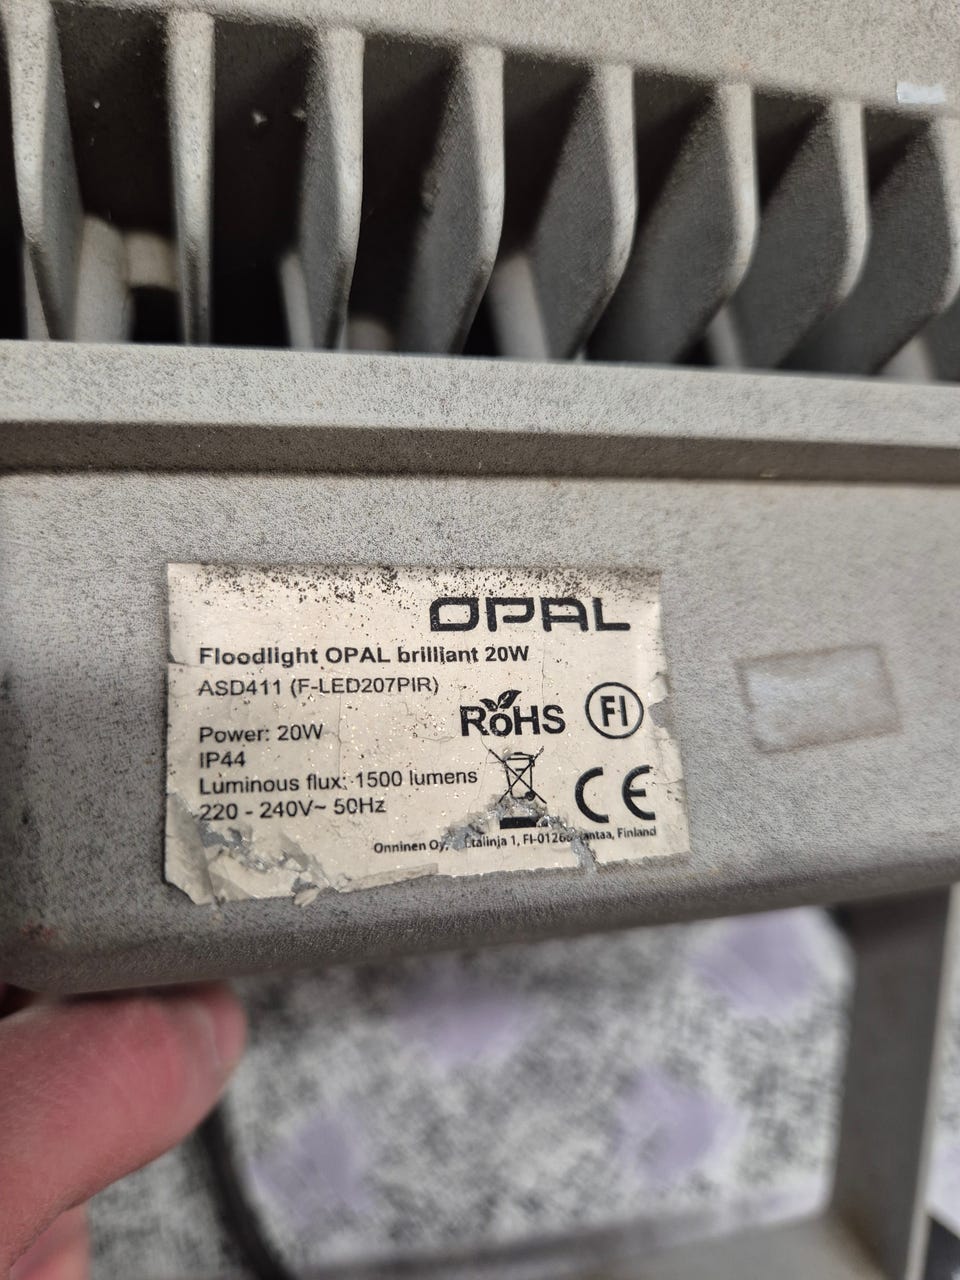 OPAL
Floodlight OPAL brilliant 20W
ASD411 (F-LED207PIR)
RoHS
FI
Power: 20W
IP44
Luminous flux: 1500 lumens
220 - 240V~ 50Hz
CE
Onninen Oy, 1, Finland